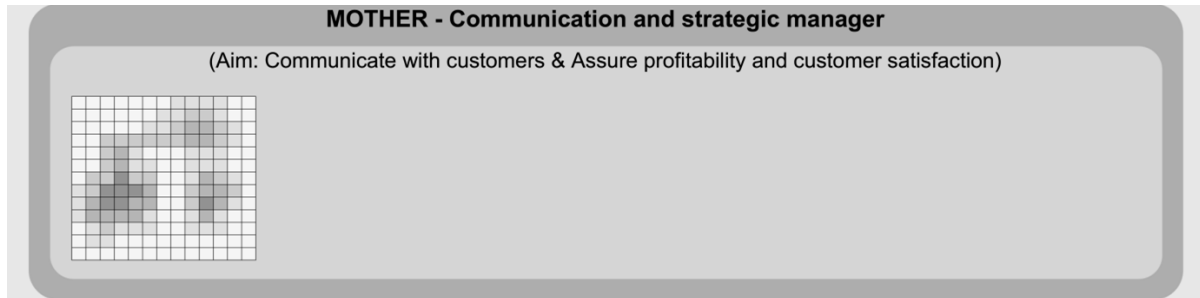 MOTHER - Communication and strategic manager
(Aim: Communicate with customers & Assure profitability and customer satisfaction)